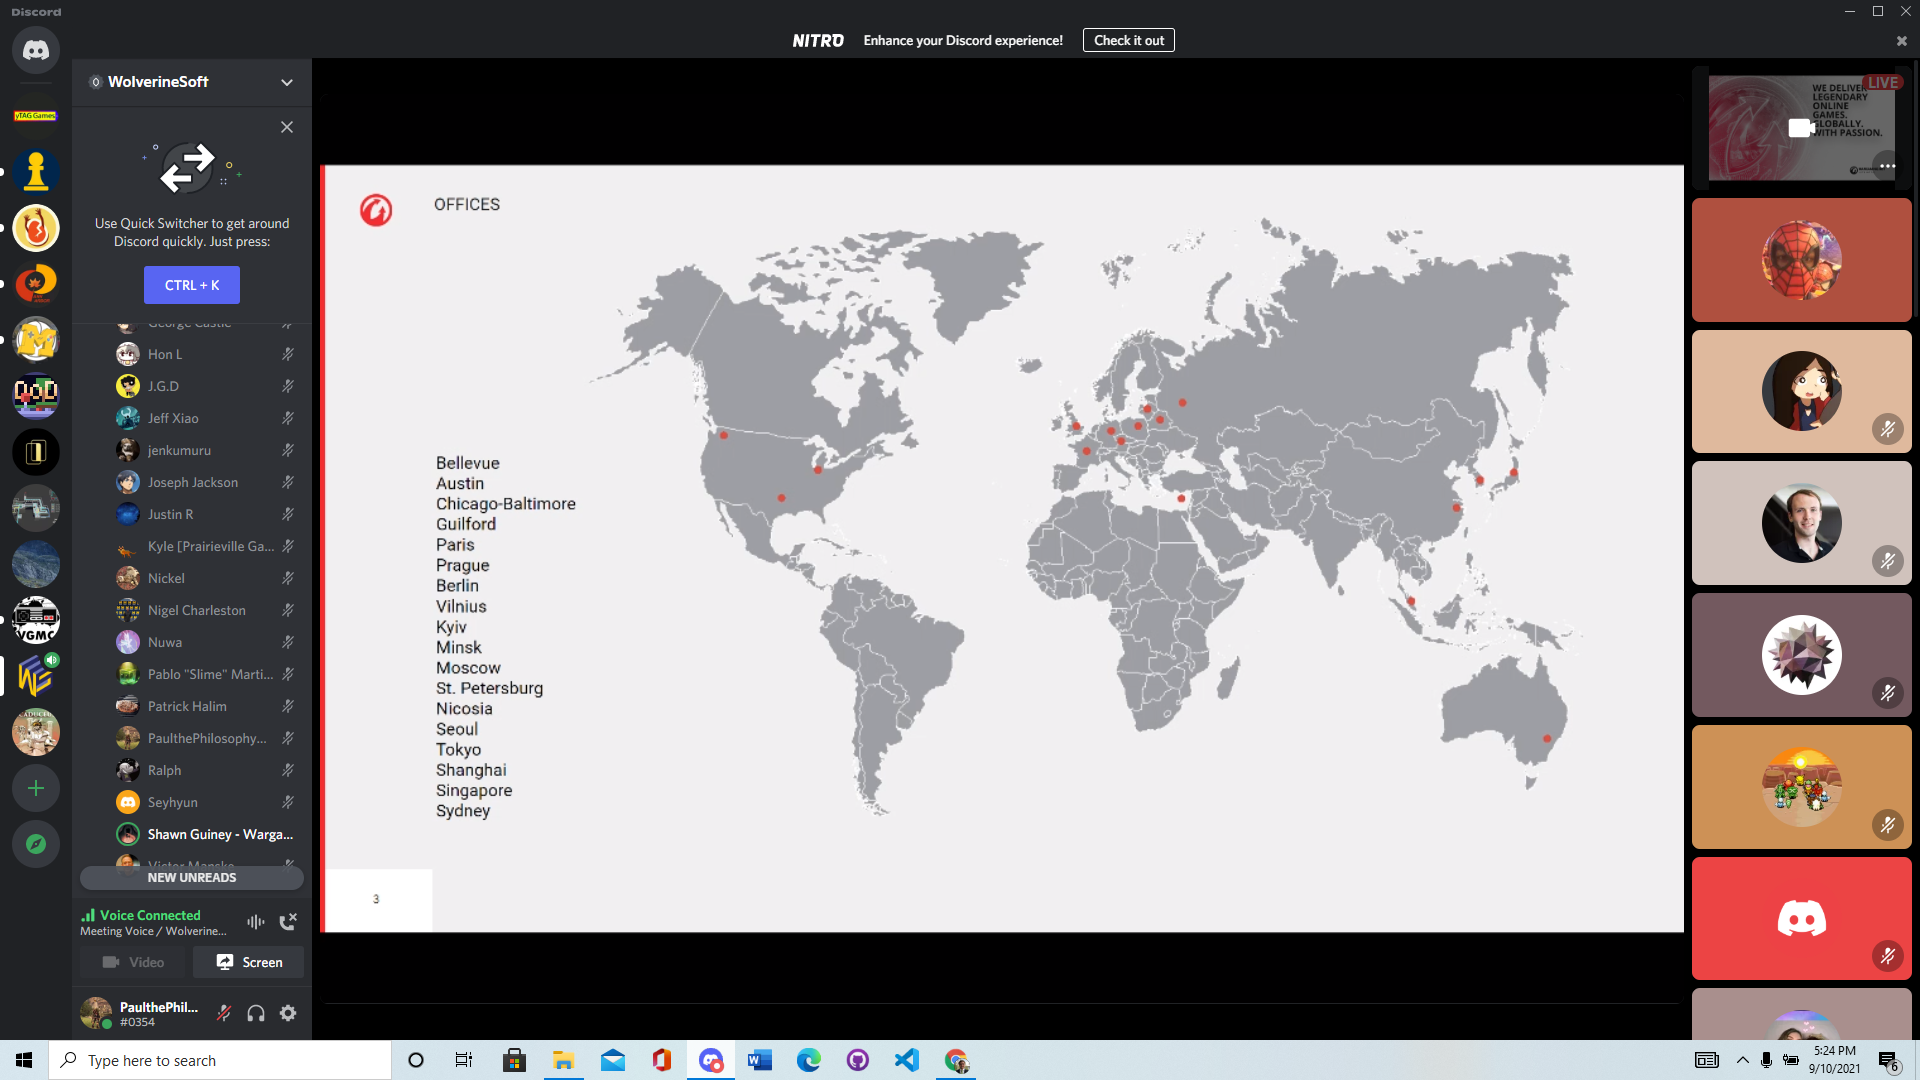 Discord
NITRO Enhance your Discord experience! Check it out
WolverineSoft
Use Quick Switcher to get around
Discord quickly. Just press:
CTRL + K
George Castle
Hon L
J.G.D
Jeff Xiao
jenkumuru
Joseph Jackson
Justin R
Kyle [Prairieville Ga...
Nickel
Nigel Charleston
Nuwa
Pablo "Slime" Marti...
Patrick Halim
PaulthePhilosophy...
Ralph
Seyhyun
Shawn Guiney - Warga...
Victor Manske
NEW UNREADS
Voice Connected
Meeting Voice / Wolverine...
Video
Screen
PaulthePhil...
#0354
yTAG Games
VGMC
OFFICES
Bellevue
Austin
Chicago-Baltimore
Guilford
Paris
Prague
Berlin
Vilnius
Kyiv
Minsk
Moscow
St. Petersburg
Nicosia
Seoul
Tokyo
Shanghai
Singapore
Sydney
3
LIVE
WE DELIVER
LEGENDARY
ONLINE
GAMES.
GLOBALLY.
WITH PASSION.
Type here to search
5:24 PM
9/10/2021
6